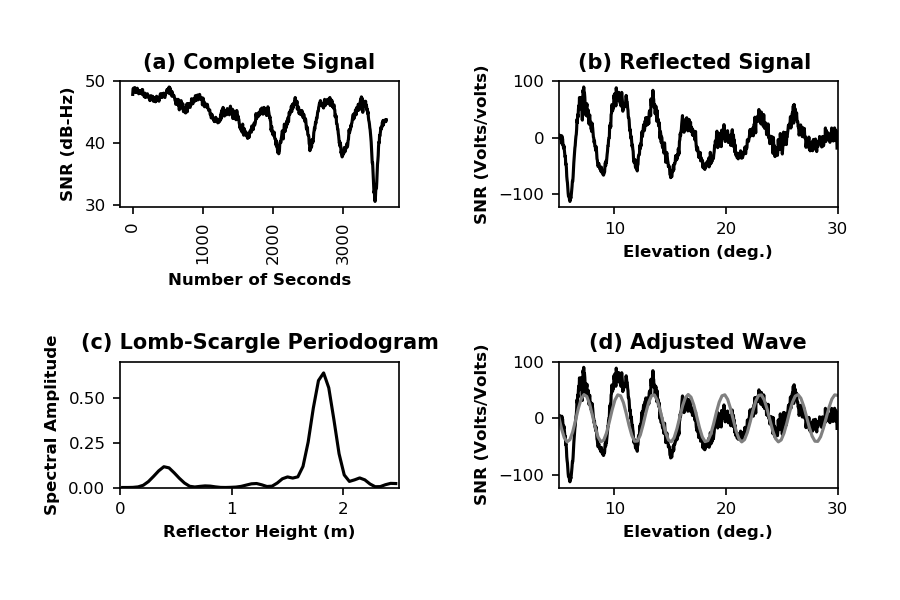 (a) Complete Signal
SNR (dB-Hz)
50
40
30
0
1000
2000
3000
Number of Seconds
(b) Reflected Signal
SNR (Volts/volts)
100
0
−100
10
20
30
Elevation (deg.)
(c) Lomb-Scargle Periodogram
Spectral Amplitude
0.50
0.25
0.00
0
1
2
Reflector Height (m)
(d) Adjusted Wave
SNR (Volts/Volts)
100
0
−100
10
20
30
Elevation (deg.)